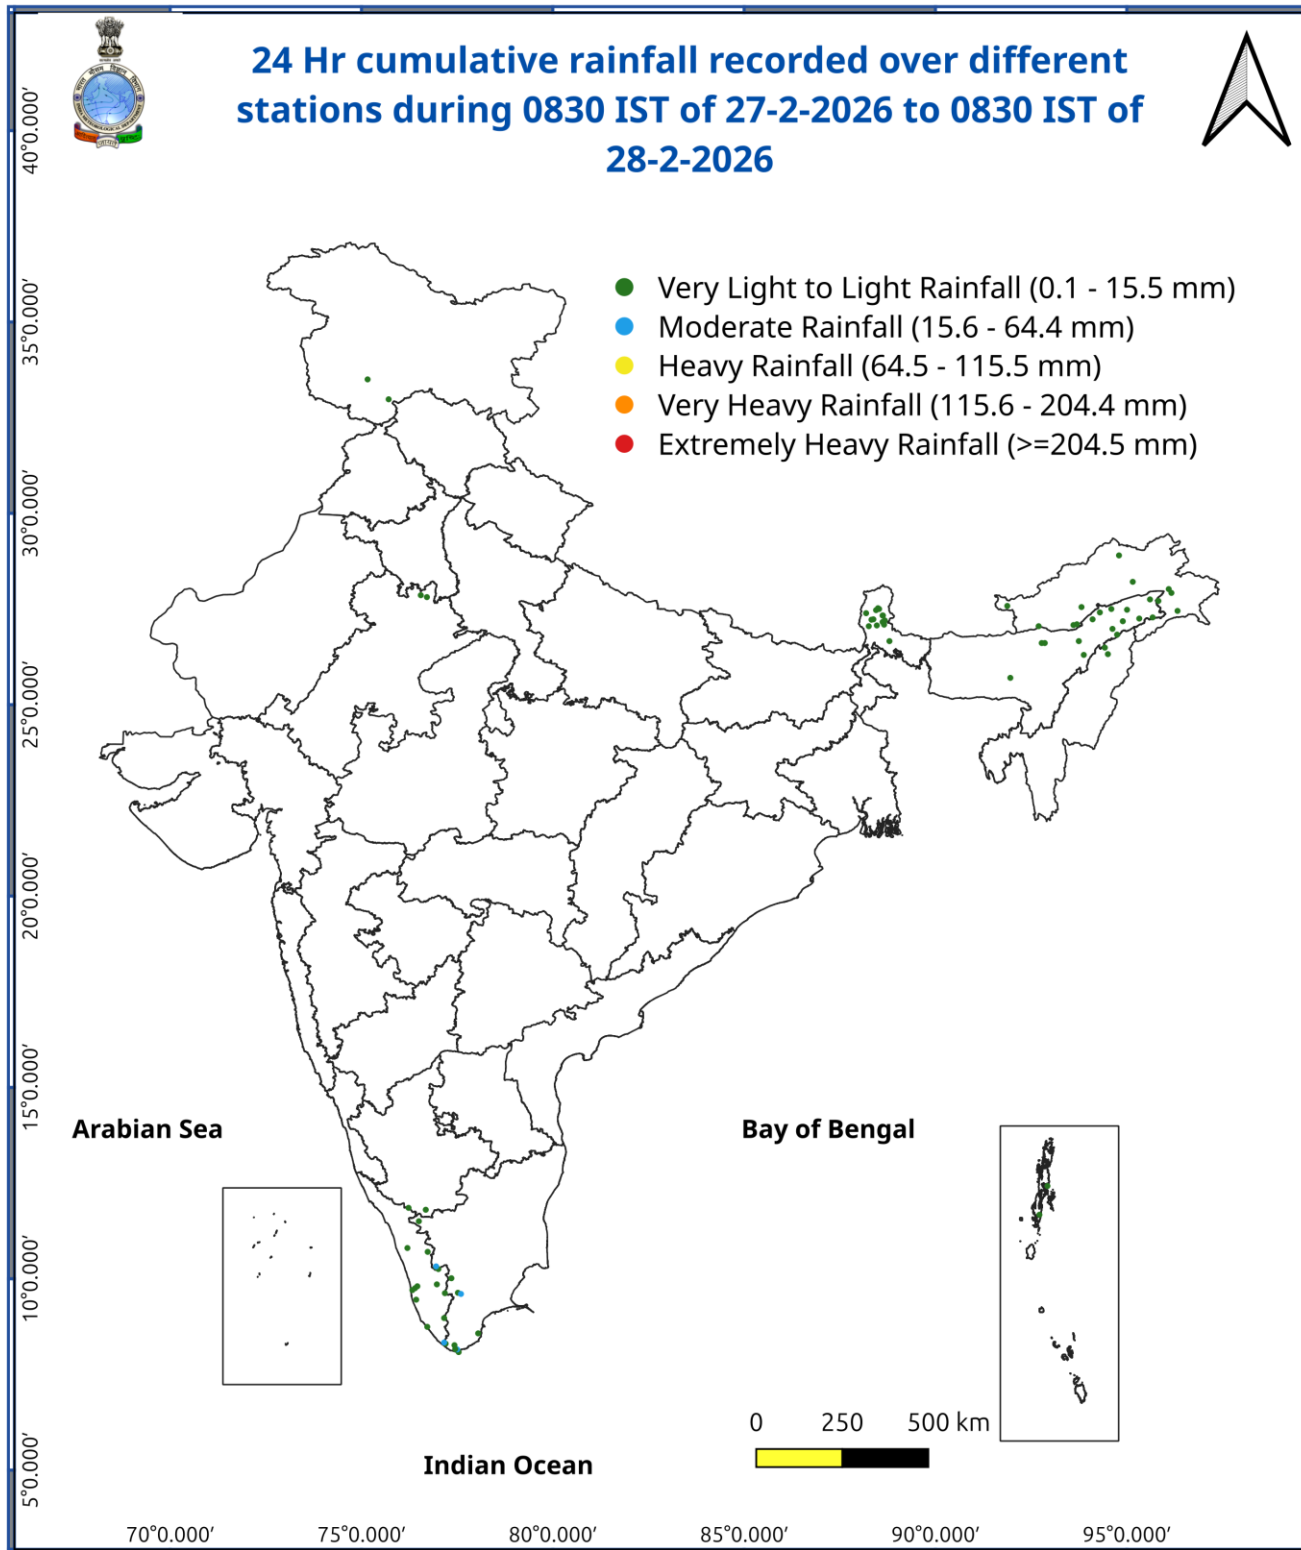 24 Hr cumulative rainfall recorded over different
stations during 0830 IST of 27-2-2026 to 0830 IST of
28-2-2026
Very Light to Light Rainfall (0.1 - 15.5 mm)
Moderate Rainfall (15.6 - 64.4 mm)
Heavy Rainfall (64.5 - 115.5 mm)
Very Heavy Rainfall (115.6 - 204.4 mm)
Extremely Heavy Rainfall (>=204.5 mm)
40°0.000′
35°0.000′
30°0.000′
25°0.000′
20°0.000′
15°0.000′
10°0.000′
5°0.000′
Arabian Sea
Bay of Bengal
0 250 500 km
Indian Ocean
70°0.000′ 75°0.000′ 80°0.000′ 85°0.000′ 90°0.000′ 95°0.000′